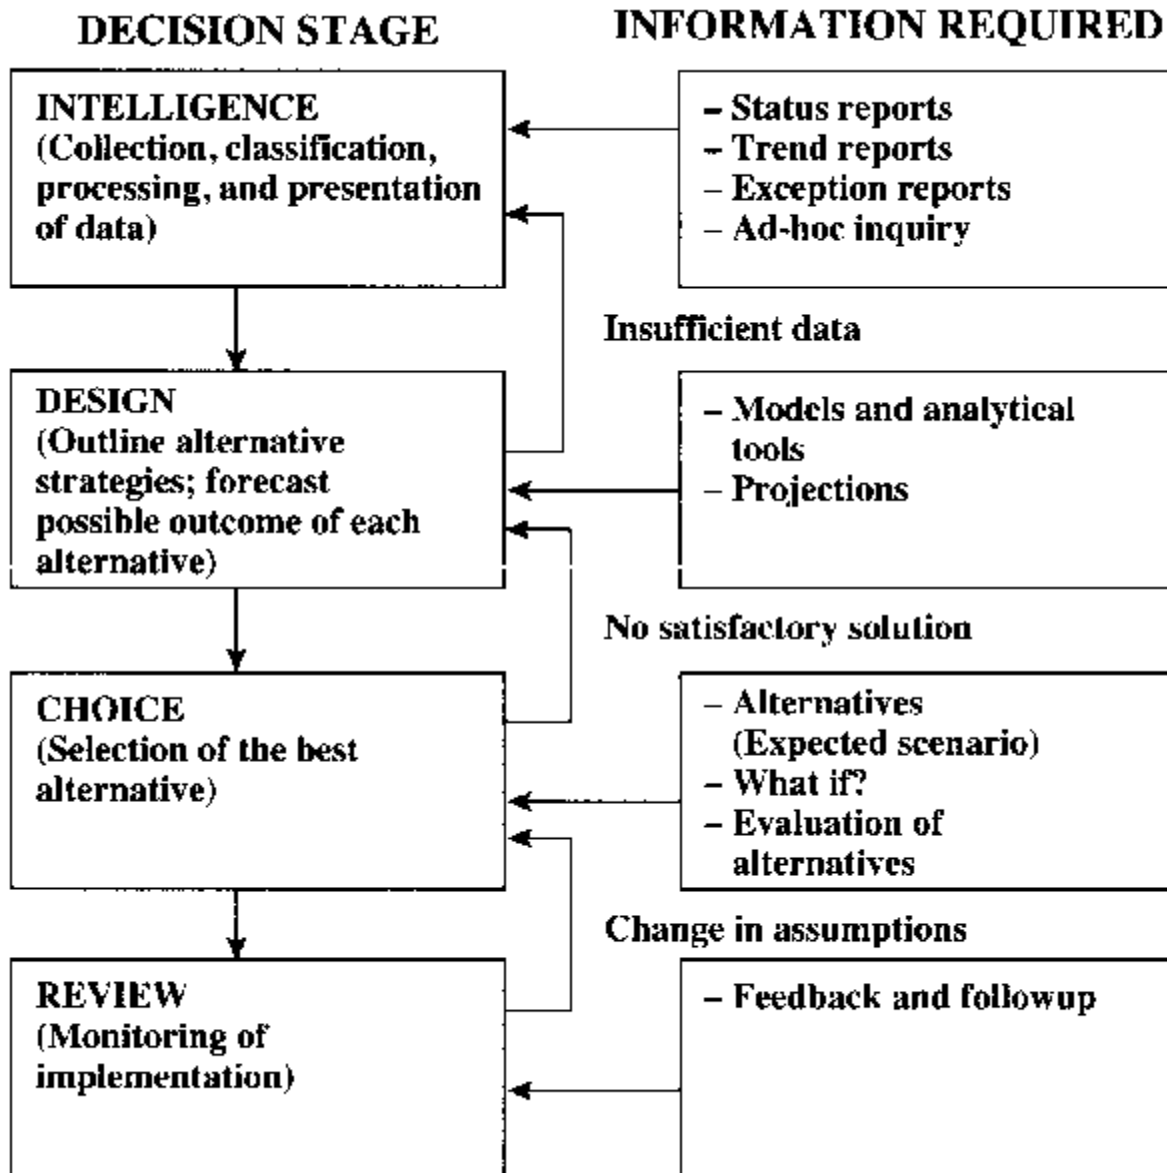 DECISION STAGE
INFORMATION REQUIRED
INTELLIGENCE
(Collection, classification,
processing, and presentation
of data)
– Status reports
– Trend reports
– Exception reports
– Ad-hoc inquiry
Insufficient data
DESIGN
(Outline alternative
strategies; forecast
possible outcome of each
alternative)
– Models and analytical
tools
– Projections
No satisfactory solution
CHOICE
(Selection of the best
alternative)
– Alternatives
(Expected scenario)
– What if?
– Evaluation of
alternatives
Change in assumptions
REVIEW
(Monitoring of
implementation)
– Feedback and followup